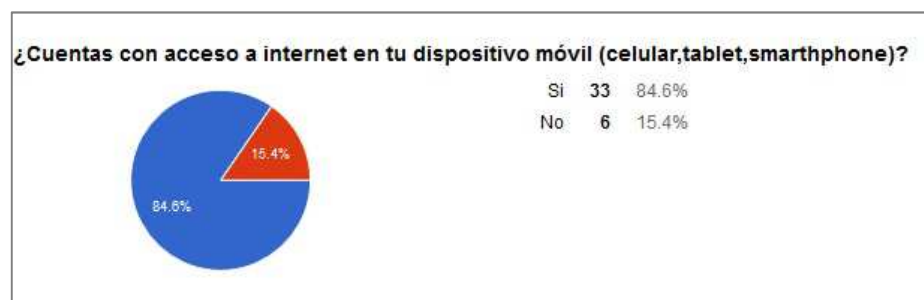 ¿Cuentas con acceso a internet en tu dispositivo móvil (celular,tablet,smarthphone)?
Si 33 84.6%
No 6 15.4%
15.4%
84.6%